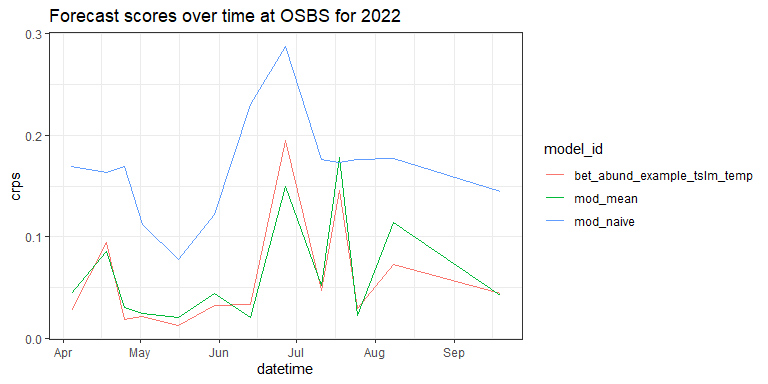 Forecast scores over time at OSBS for 2022
0.3
0.2
0.1
0.0
crps
Apr May Jun Jul Aug Sep
datetime
model_id
bet_abund_example_tslm_temp
mod_mean
mod_naive